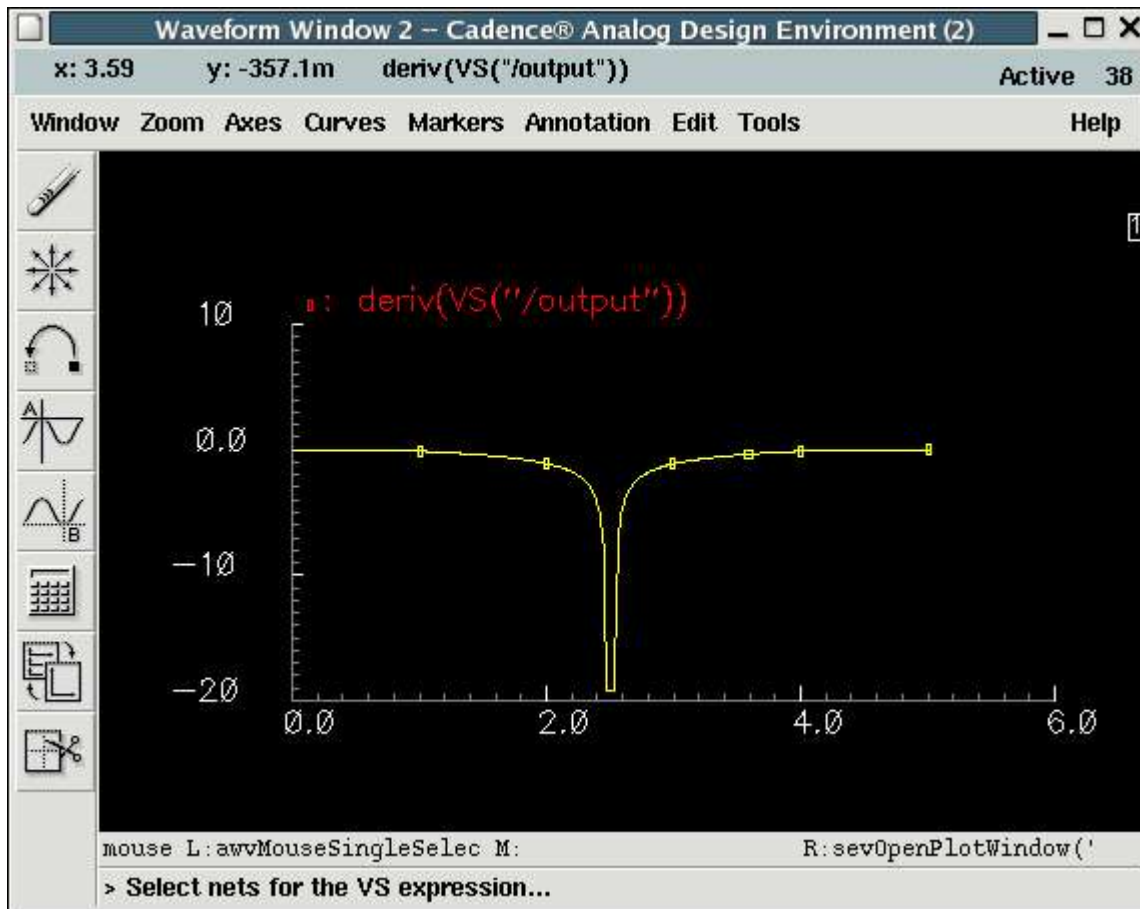 Waveform Window 2 -- Cadence® Analog Design Environment (2)
x: 3.59 y: -357.1m deriv(VS("/output")) Active 38
Window Zoom Axes Curves Markers Annotation Edit Tools Help
A
B
1
▯: deriv(VS("/output"))
10
0.0
-10
-20
0.0 2.0 4.0 6.0
mouse L:awvMouseSingleSelec M: R:sevOpenPlotWindow('
> Select nets for the VS expression...